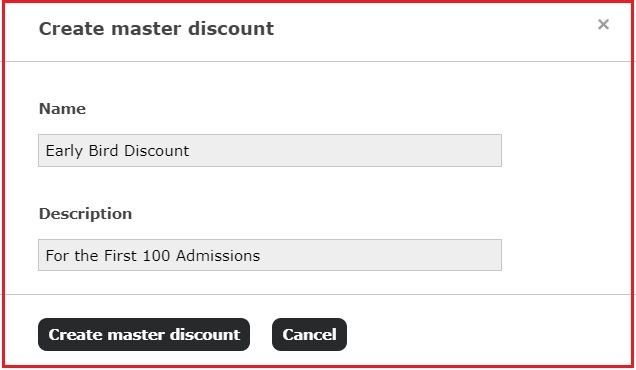 Create master discount
×
Name
Early Bird Discount
Description
For the First 100 Admissions
Create master discount Cancel